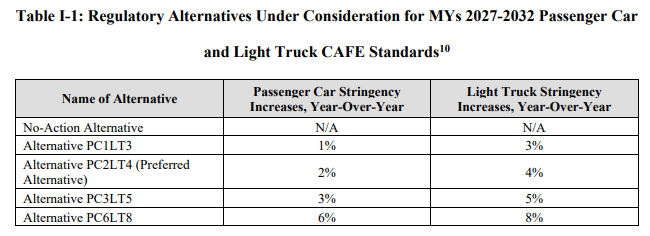 Table I-1: Regulatory Alternatives Under Consideration for MYs 2027-2032 Passenger Car
and Light Truck CAFE Standards10
Name of Alternative
Passenger Car Stringency
Increases, Year-Over-Year
Light Truck Stringency
Increases, Year-Over-Year
No-Action Alternative N/A N/A
Alternative PC1LT3 1% 3%
Alternative PC2LT4 (Preferred
Alternative) 2% 4%
Alternative PC3LT5 3% 5%
Alternative PC6LT8 6% 8%